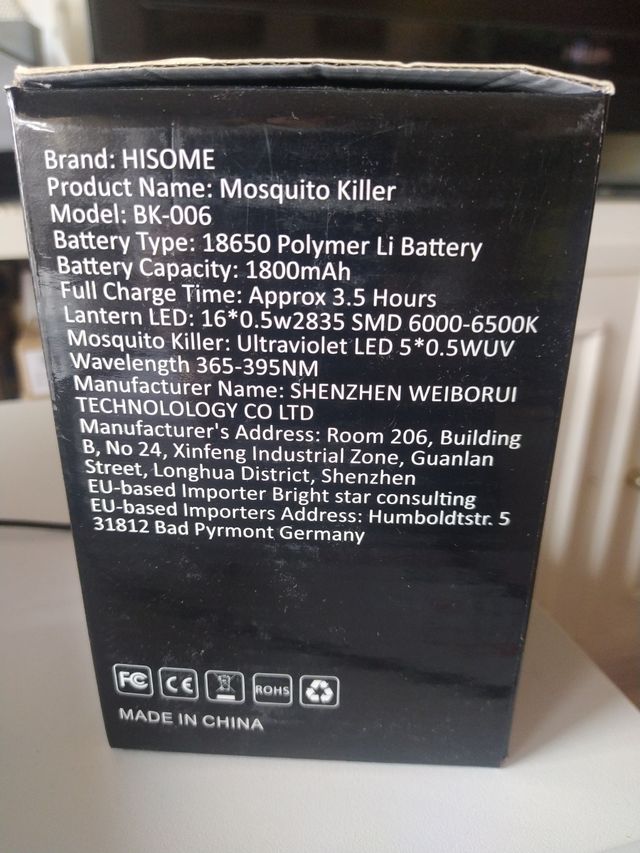 Brand: HISOME
Product Name: Mosquito Killer
Model: BK-006
Battery Type: 18650 Polymer Li Battery
Battery Capacity: 1800mAh
Full Charge Time: Approx 3.5 Hours
Lantern LED: 16*0.5w2835 SMD 6000-6500K
Mosquito Killer: Ultraviolet LED 5*0.5WUV
Wavelength 365-395NM
Manufacturer Name: SHENZHEN WEIBORUI
TECHNOLOLOGY CO LTD
Manufacturer's Address: Room 206, Building
B, No 24, Xinfeng Industrial Zone, Guanlan
Street, Longhua District, Shenzhen
EU-based Importer Bright star consulting
EU-based Importers Address: Humboldtstr. 5
31812 Bad Pyrmont Germany
FC CE ROHS
MADE IN CHINA